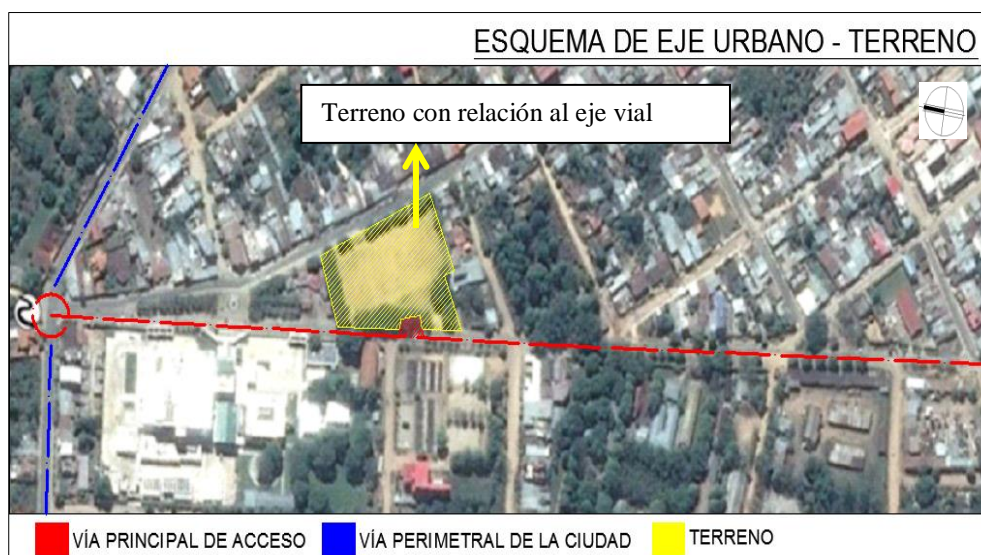 ESQUEMA DE EJE URBANO - TERRENO
Terreno con relación al eje vial
VÍA PRINCIPAL DE ACCESO
VÍA PERIMETRAL DE LA CIUDAD
TERRENO